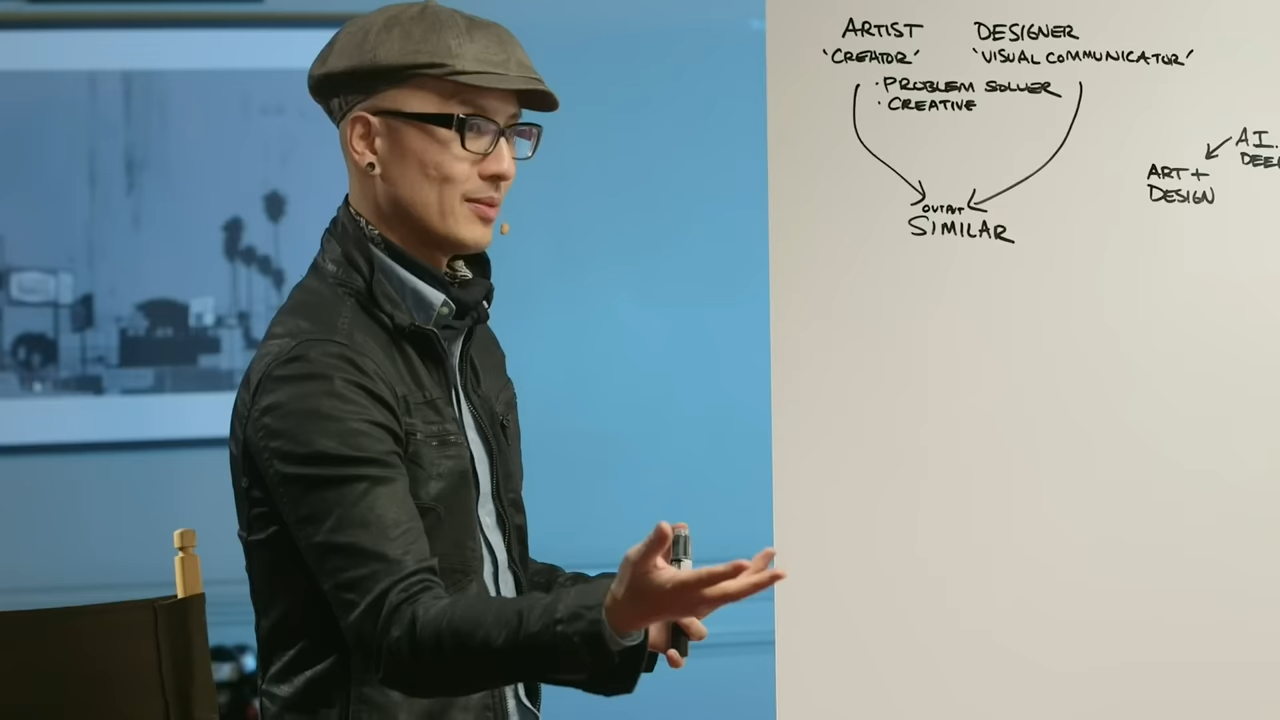 ARTIST DESIGNER
'CREATOR' 'VISUAL COMMUNICATOR'
· PROBLEM SOLVER
· CREATIVE
A.I.
ART +
DESIGN
OUTPUT
SIMILAR